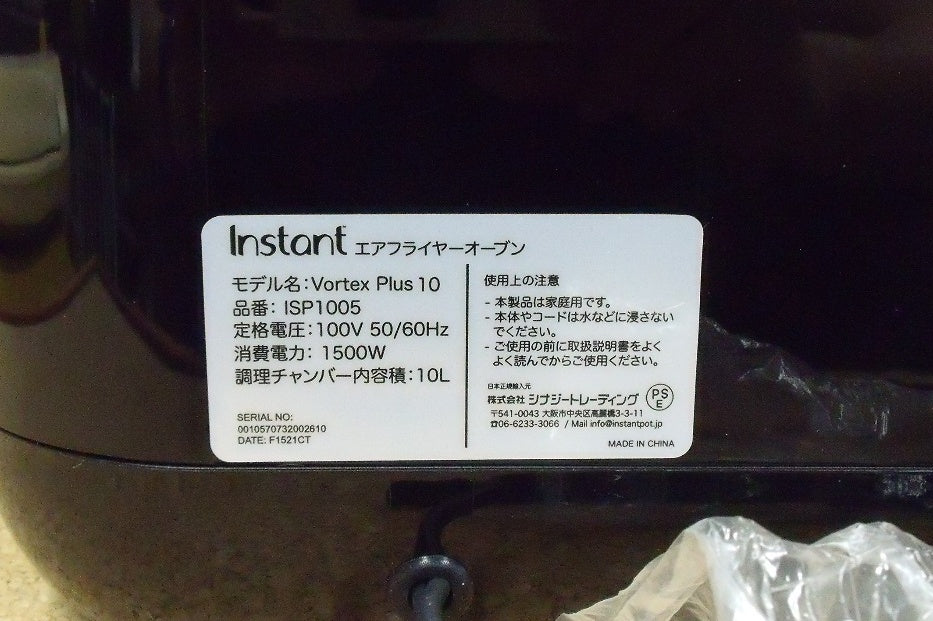 Instant エアフライヤーオーブン
モデル名:Vortex Plus 10
品番: ISP1005
定格電圧:100V 50/60Hz
消費電力: 1500W
調理チャンバー内容積:10L
SERIAL NO:
0010570732002610
DATE: F1521CT
使用上の注意
- 本製品は家庭用です。
- 本体やコードは水などに浸さない
でください。
- ご使用の前に取扱説明書をよく
よく読んでからご使用ください。
日本正規輸入元
株式会社 シナジートレーディング
PS
E
〒541-0043 大阪市中央区高麗橋3-3-11
☎06-6233-3066 / Mail info@instantpot.jp
MADE IN CHINA